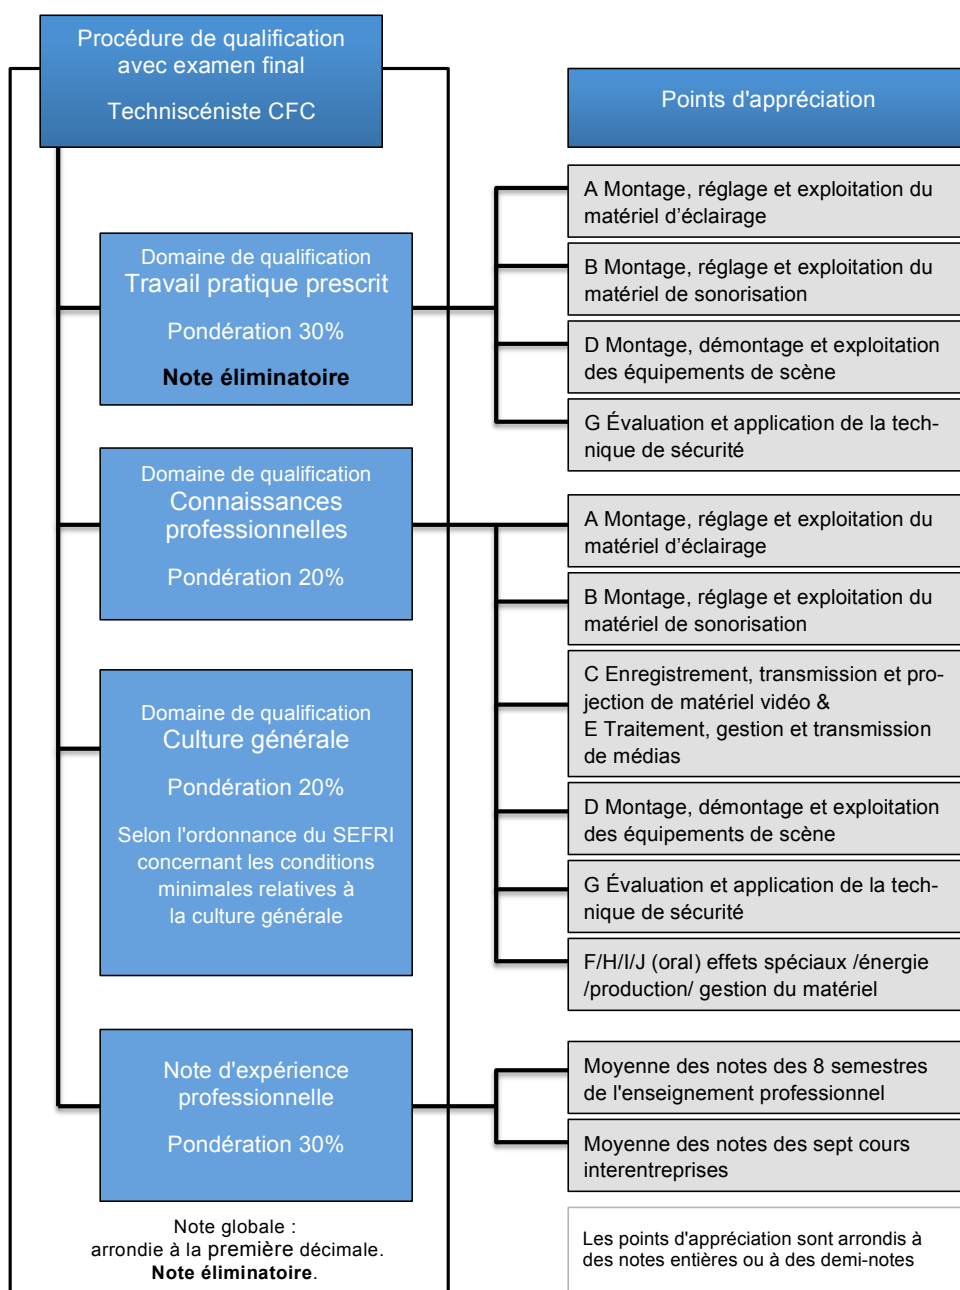 Procédure de qualification
avec examen final
Techniscéniste CFC
Points d'appréciation
Domaine de qualification
Travail pratique prescrit
Pondération 30%
Note éliminatoire
A Montage, réglage et exploitation du
matériel d'éclairage
B Montage, réglage et exploitation du
matériel de sonorisation
D Montage, démontage et exploitation
des équipements de scène
G Évaluation et application de la tech-
nique de sécurité
Domaine de qualification
Connaissances
professionnelles
Pondération 20%
A Montage, réglage et exploitation du
matériel d'éclairage
B Montage, réglage et exploitation du
matériel de sonorisation
C Enregistrement, transmission et pro-
jection de matériel vidéo &
E Traitement, gestion et transmission
de médias
D Montage, démontage et exploitation
des équipements de scène
G Évaluation et application de la tech-
nique de sécurité
F/H/I/J (oral) effets spéciaux /énergie
/production/ gestion du matériel
Domaine de qualification
Culture générale
Pondération 20%
Selon l'ordonnance du SEFRI
concernant les conditions
minimales relatives à
la culture générale
Note d'expérience
professionnelle
Pondération 30%
Moyenne des notes des 8 semestres
de l'enseignement professionnel
Moyenne des notes des sept cours
interentreprises
Note globale :
arrondie à la première décimale.
Note éliminatoire.
Les points d'appréciation sont arrondis à
des notes entières ou à des demi-notes